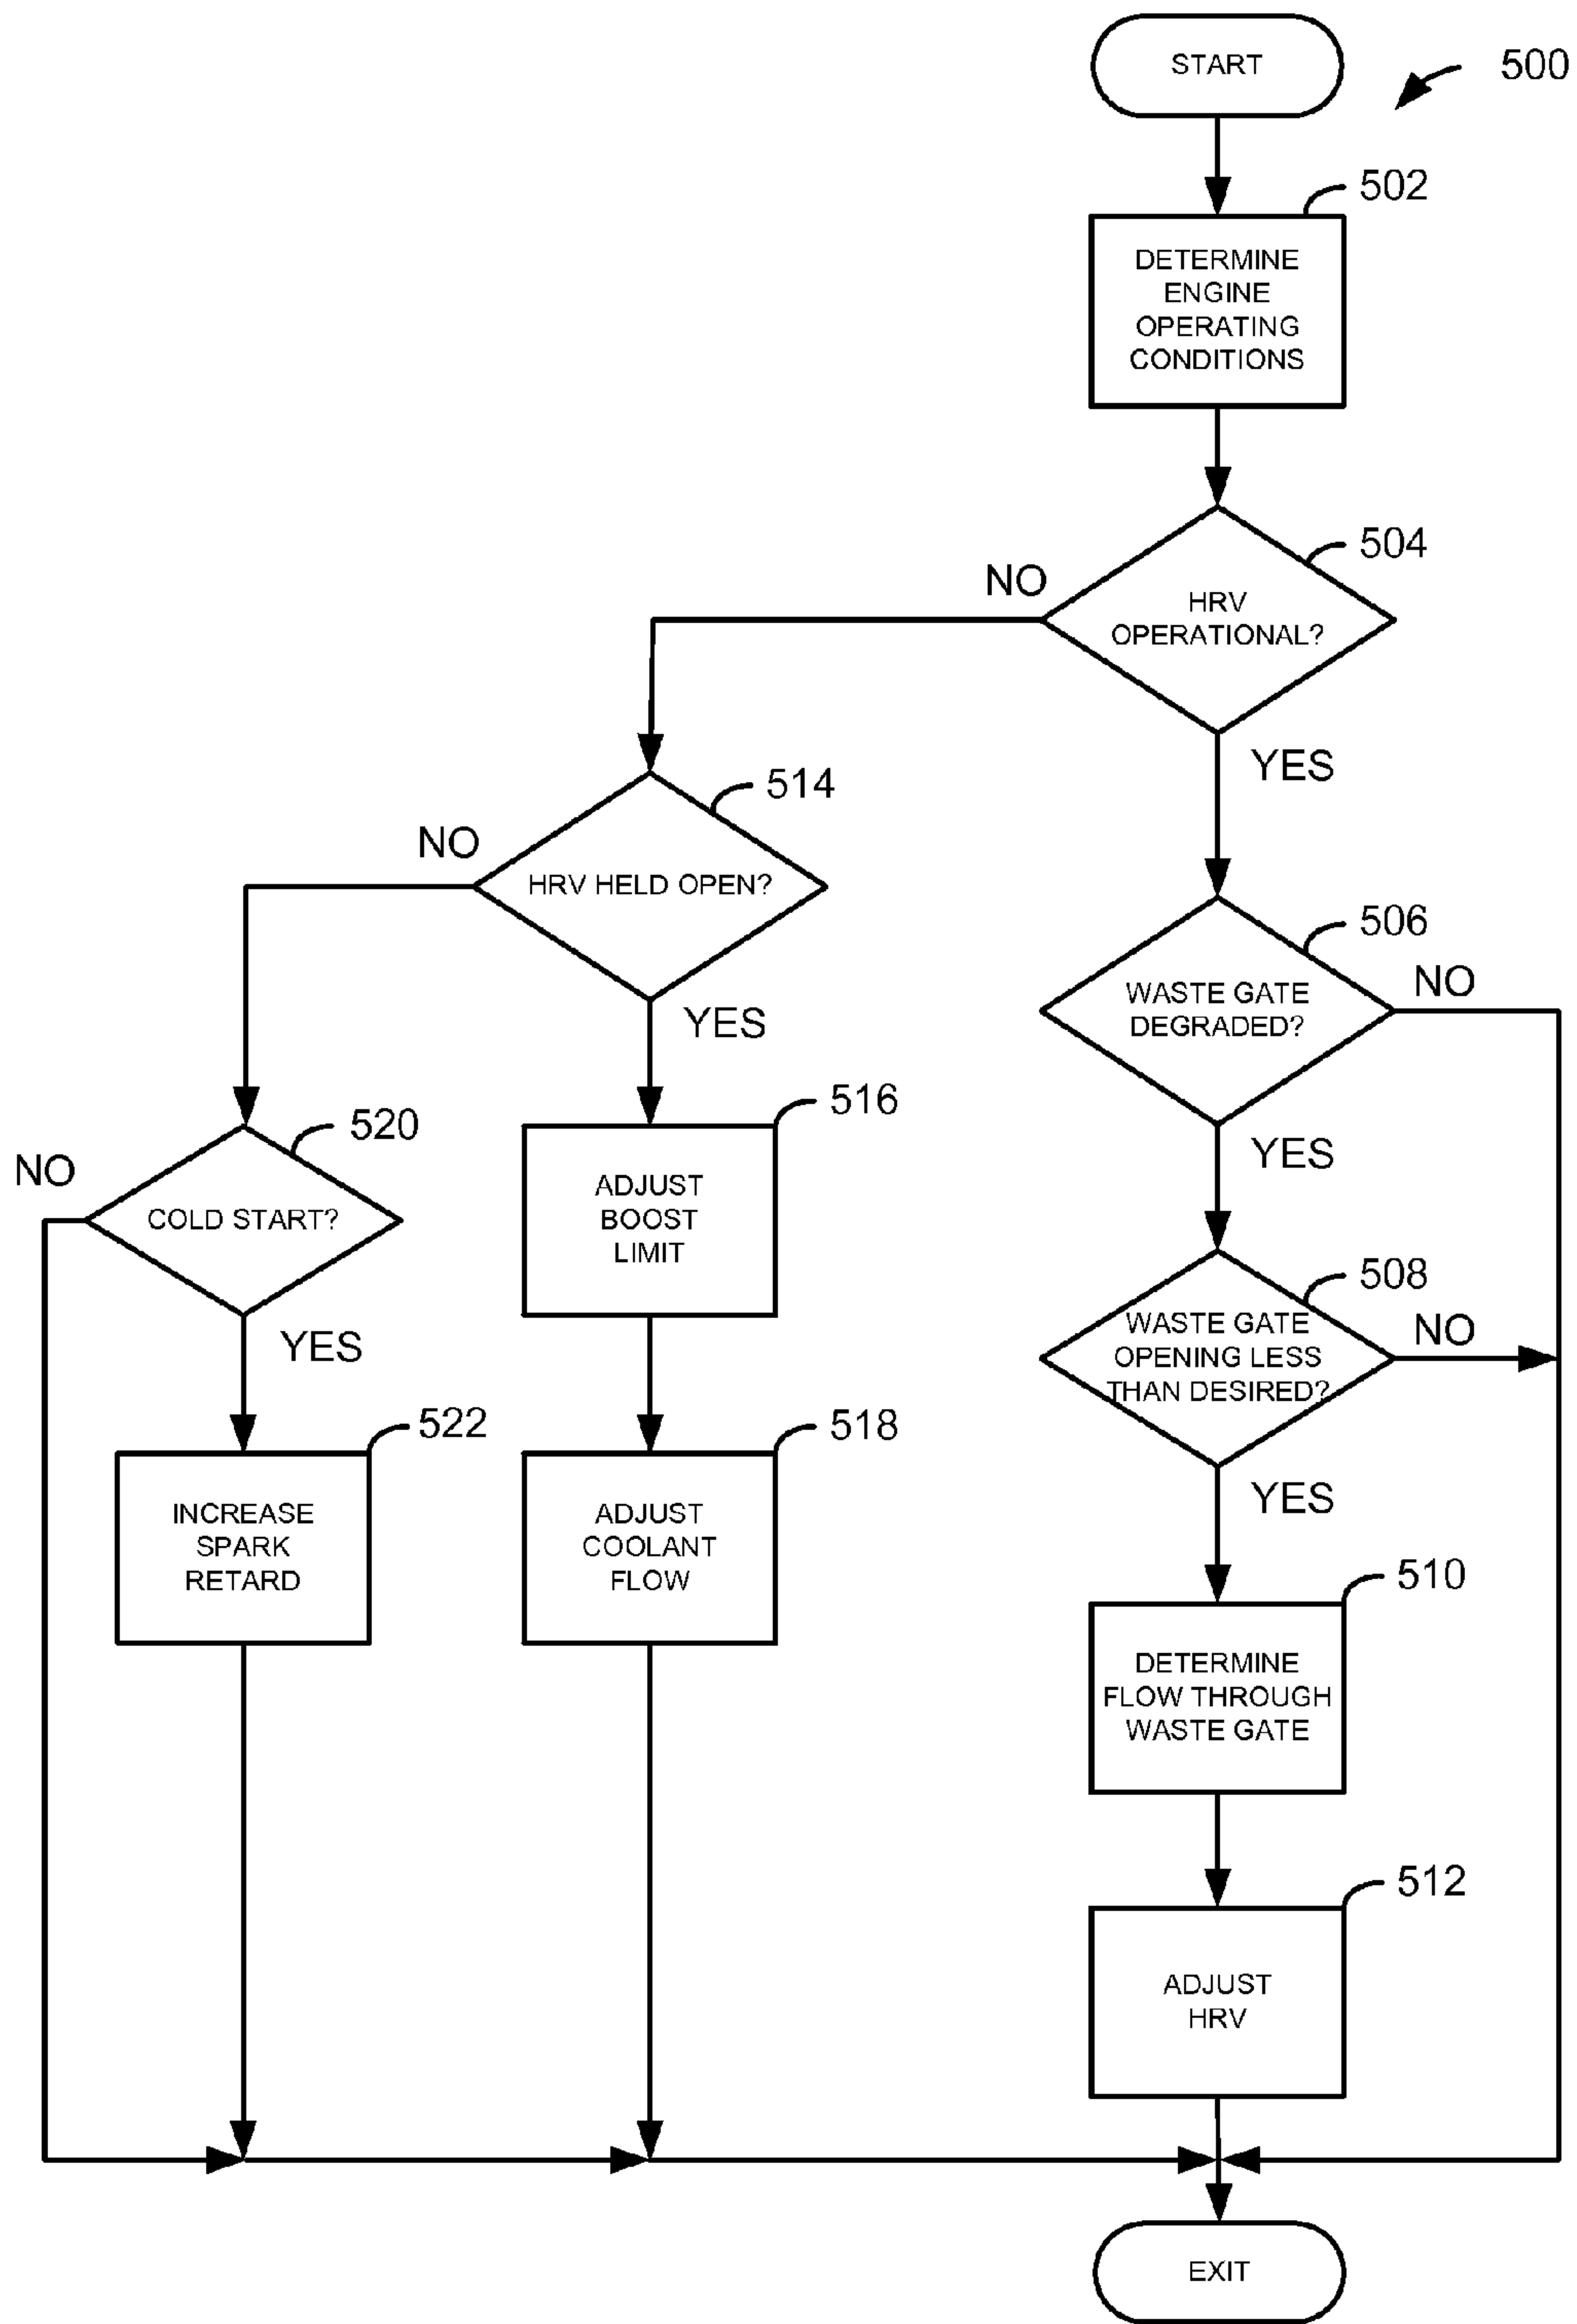 START
500
502
DETERMINE
ENGINE
OPERATING
CONDITIONS
504
NO
HRV
OPERATIONAL?
YES
514
NO
HRV HELD OPEN?
YES
506
WASTE GATE
DEGRADED?
NO
YES
516
ADJUST
BOOST
LIMIT
520
NO
COLD START?
YES
508
WASTE GATE
OPENING LESS
THAN DESIRED?
NO
YES
522
INCREASE
SPARK
RETARD
518
ADJUST
COOLANT
FLOW
510
DETERMINE
FLOW THROUGH
WASTE GATE
512
ADJUST
HRV
EXIT